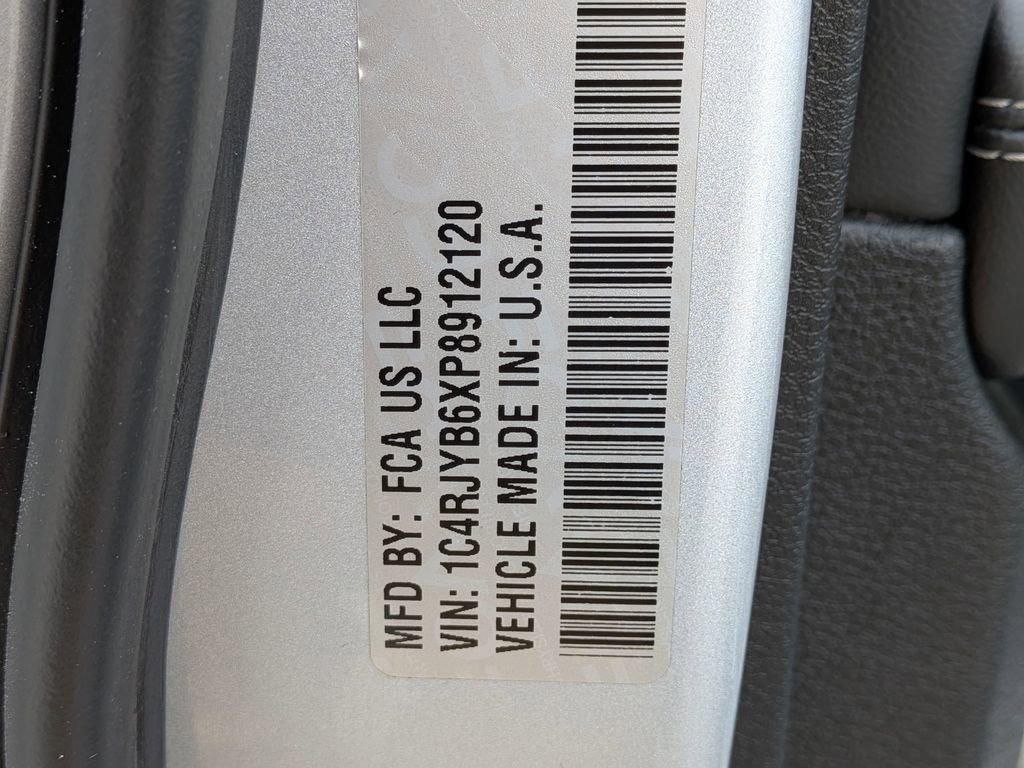 MFD BY: FCA US LLC
VIN: 1C4RJYB6XP8912120
VEHICLE MADE IN: U.S.A.